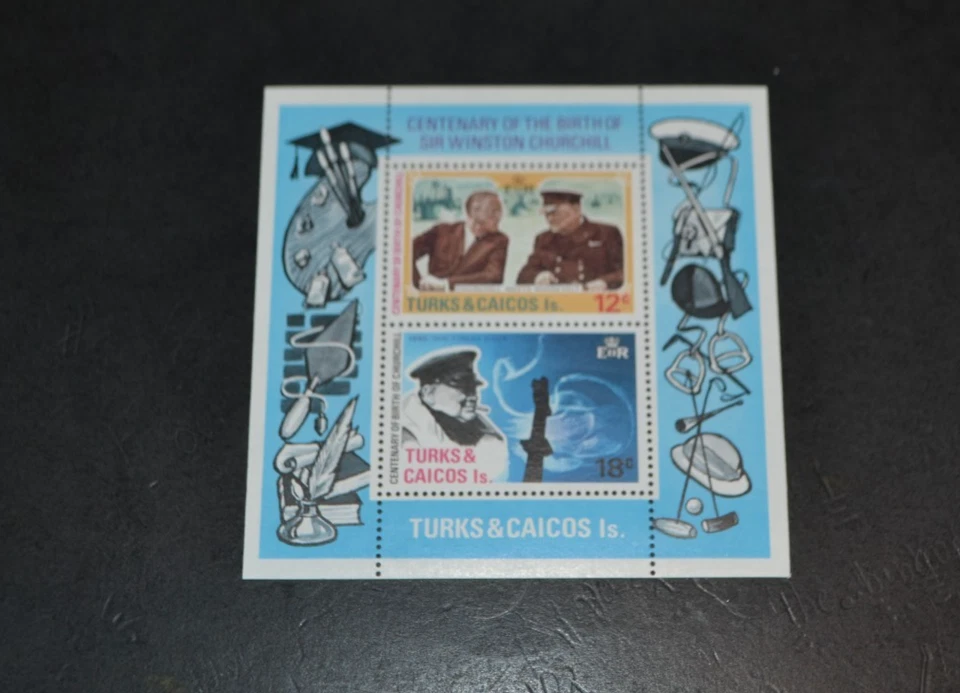 CENTENARY OF THE BIRTH OF
SIR WINSTON CHURCHILL
CENTENARY OF BIRTH OF CHURCHILL
TURKS & CAICOS Is.
12c
CENTENARY OF BIRTH OF CHURCHILL
EIIR
TURKS &
CAICOS Is.
18c
TURKS & CAICOS Is.